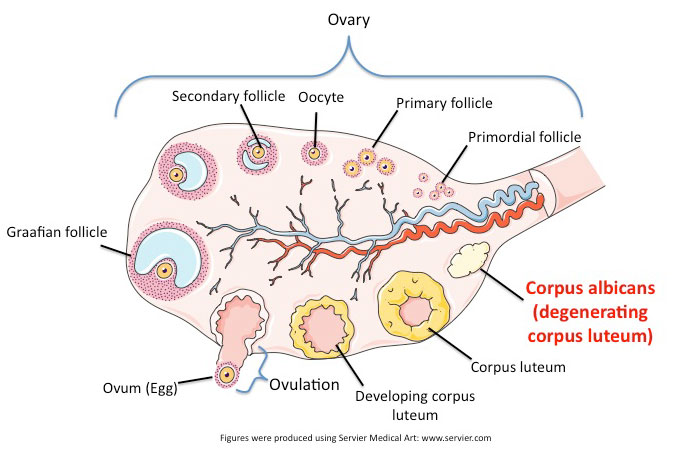 Ovary
Secondary follicle
Oocyte
Primary follicle
Primordial follicle
Graafian follicle
Corpus albicans
(degenerating
corpus luteum)
Corpus luteum
Ovum (Egg)
Ovulation
Developing corpus
luteum
Figures were produced using Servier Medical Art: www.servier.com